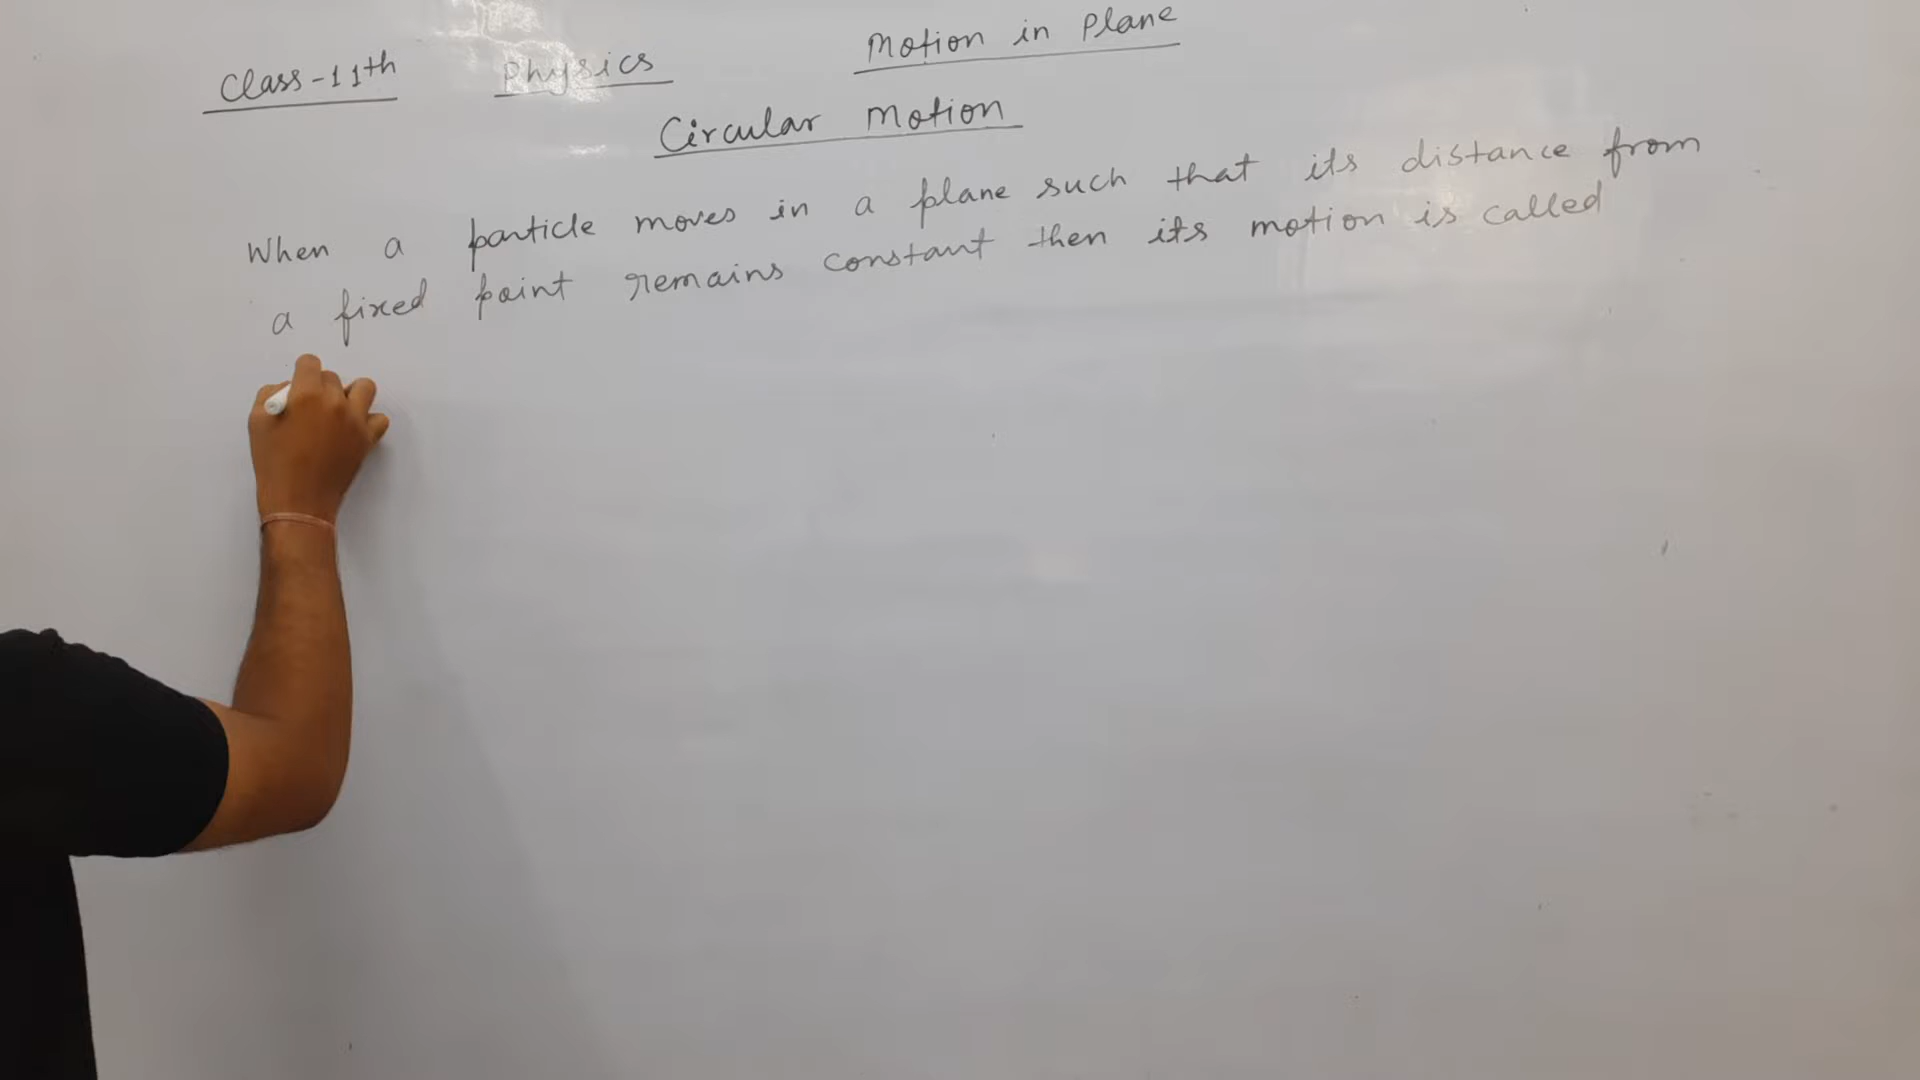 Class-11th Physics Motion in Plane
Circular Motion
When a particle moves in a plane such that its distance from
a fixed point remains constant then its motion is called